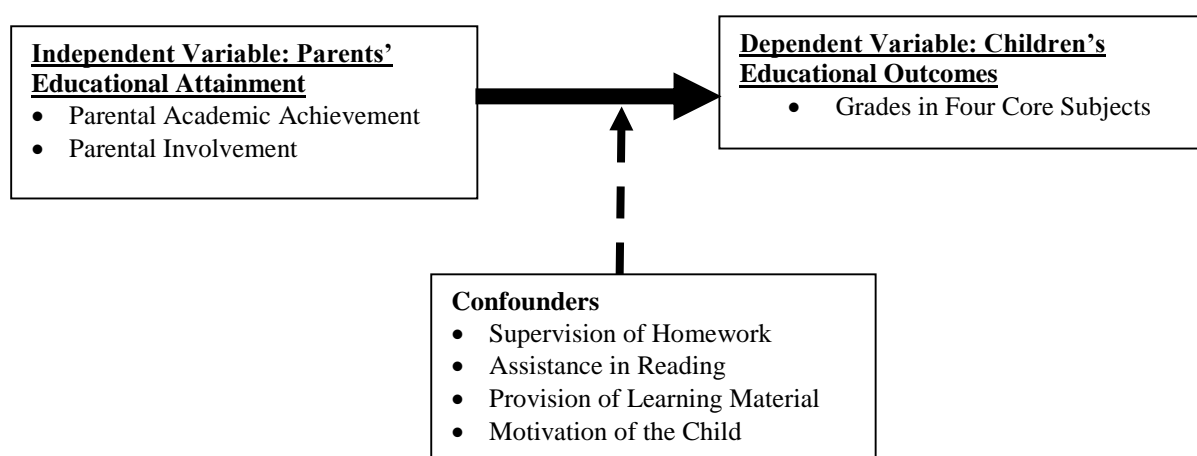 Independent Variable: Parents’
Educational Attainment
• Parental Academic Achievement
• Parental Involvement
Dependent Variable: Children’s
Educational Outcomes
• Grades in Four Core Subjects
Confounders
• Supervision of Homework
• Assistance in Reading
• Provision of Learning Material
• Motivation of the Child